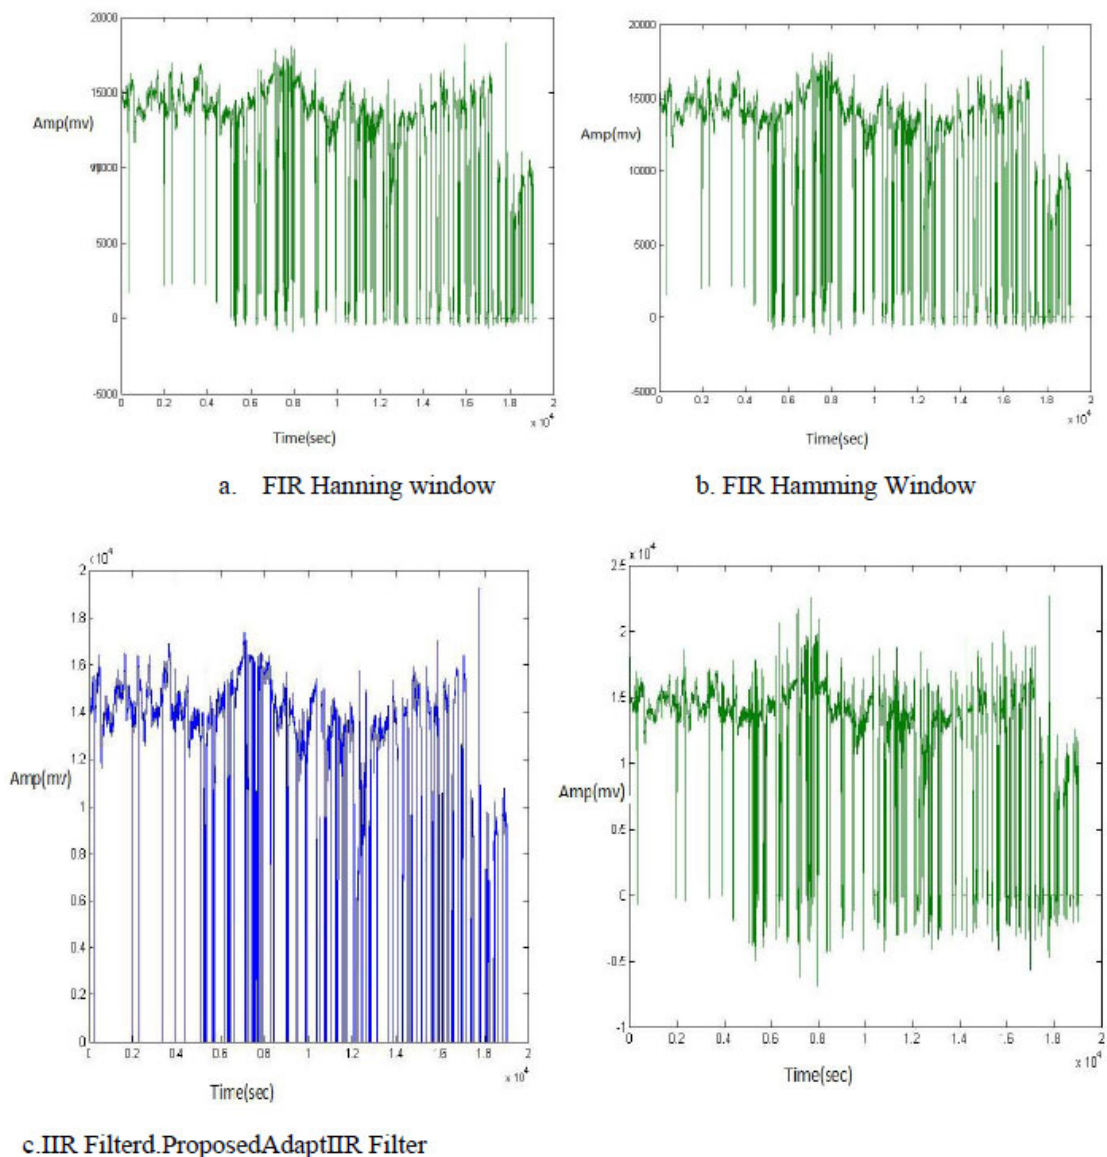 20000
15000
Amp(mv)
10000
5000
0
-5000
0 0.2 0.4 0.6 0.8 1 1.2 1.4 1.6 1.8 2
x 10^4
Time(sec)
a. FIR Hanning window
20000
15000
Amp(mv)
10000
5000
0
-5000
0 0.2 0.4 0.6 0.8 1 1.2 1.4 1.6 1.8 2
x 10^4
Time(sec)
b. FIR Hamming Window
x 10^4
2
1.8
1.6
1.4
1.2
Amp(mv)
1
0.8
0.6
0.4
0.2
0
0 0.2 0.4 0.6 0.8 1 1.2 1.4 1.6 1.8 2
x 10^4
Time(sec)
x 10^4
2.5
2
1.5
1
Amp(mv)
0.5
0
-0.5
-1
0 0.2 0.4 0.6 0.8 1 1.2 1.4 1.6 1.8 2
x 10^4
Time(sec)
c.IIR Filterd.ProposedAdaptIIR Filter